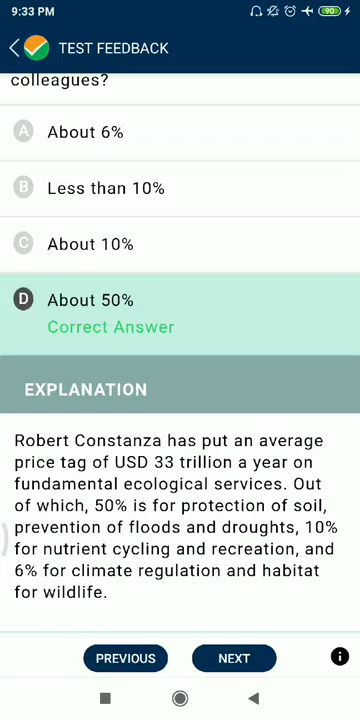 9:33 PM
90
TEST FEEDBACK
colleagues?
A About 6%
B Less than 10%
C About 10%
D About 50%
Correct Answer
EXPLANATION
Robert Constanza has put an average
price tag of USD 33 trillion a year on
fundamental ecological services. Out
of which, 50% is for protection of soil,
prevention of floods and droughts, 10%
for nutrient cycling and recreation, and
6% for climate regulation and habitat
for wildlife.
PREVIOUS
NEXT
i